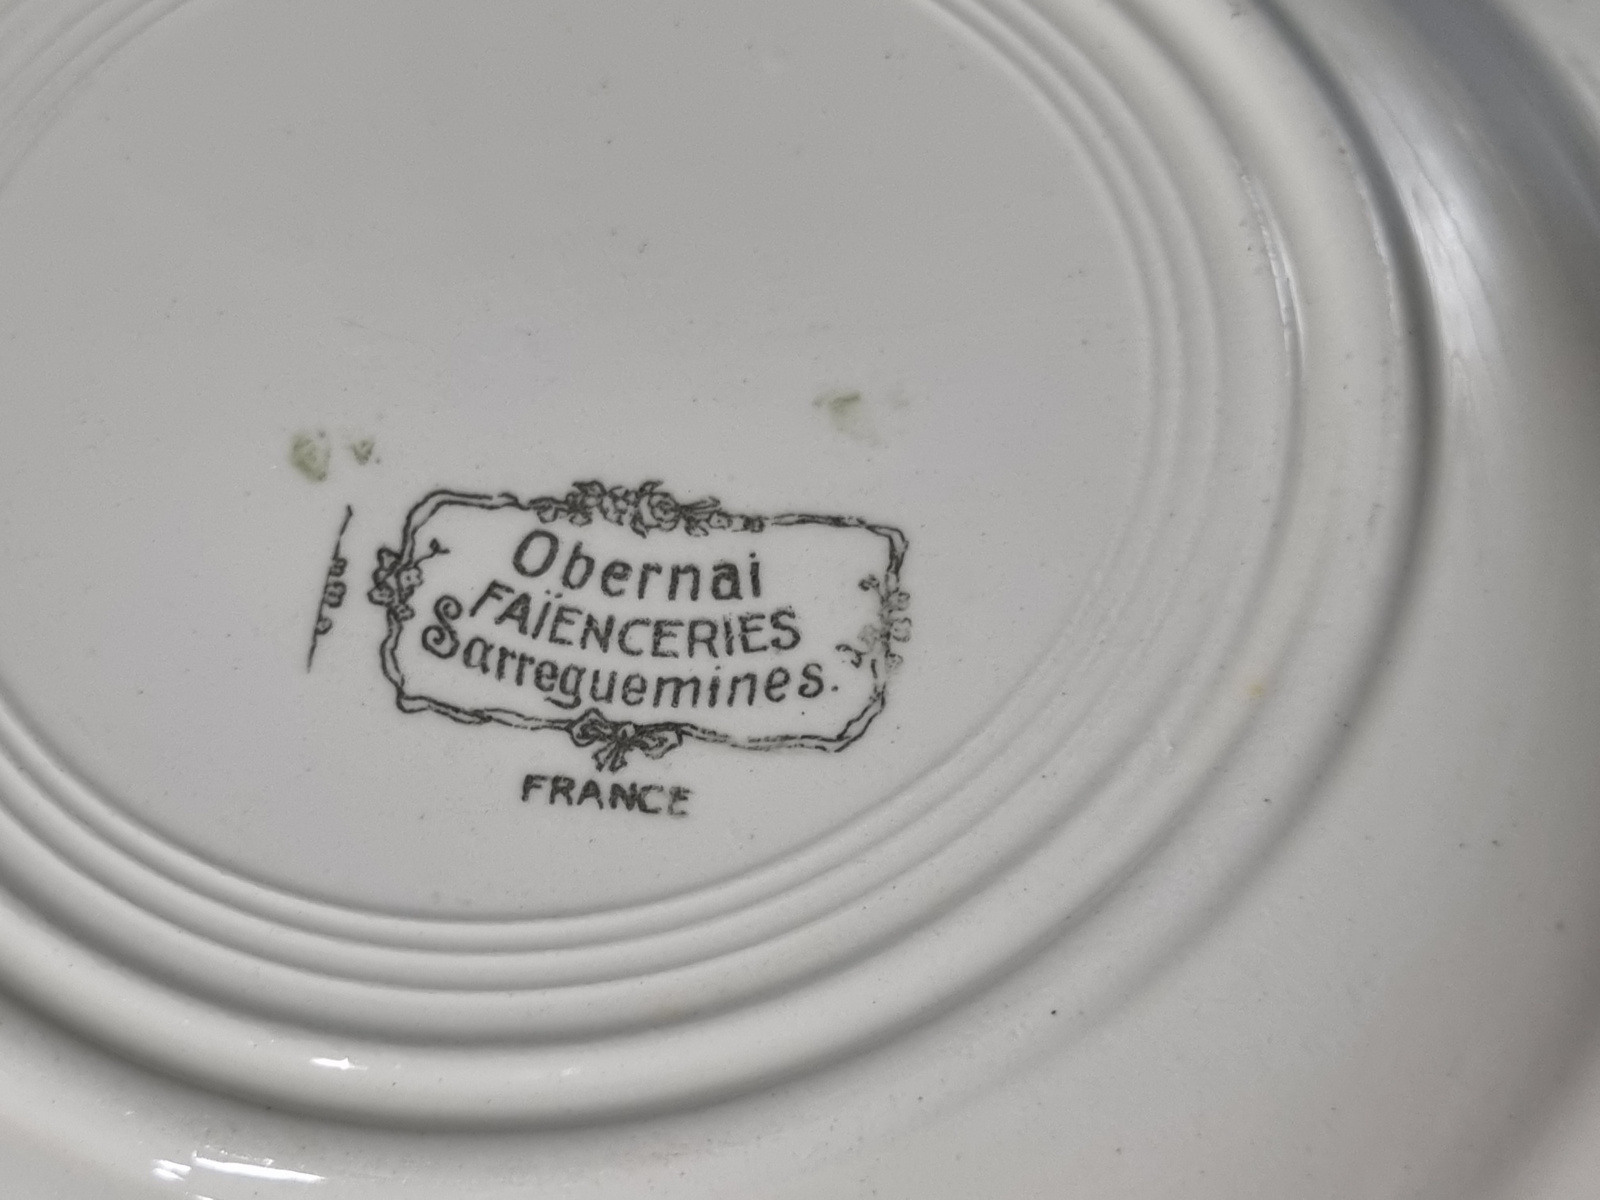 Obernai
FAÏENCERIES
Sarreguemines.
FRANCE